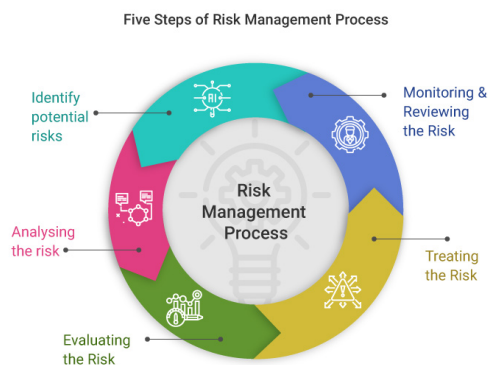 Five Steps of Risk Management Process
Identify
potential
risks
AI
Monitoring &
Reviewing
the Risk
Risk
Management
Process
Analysing
the risk
Treating
the Risk
Evaluating
the Risk